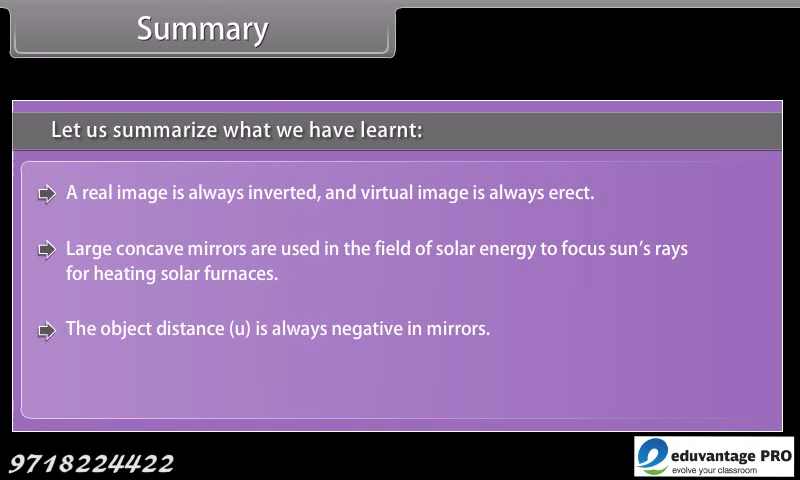 Summary
Let us summarize what we have learnt:
A real image is always inverted, and virtual image is always erect.
Large concave mirrors are used in the field of solar energy to focus sun's rays
for heating solar furnaces.
The object distance (u) is always negative in mirrors.
9718224422
eduvantage PRO
evolve your classroom